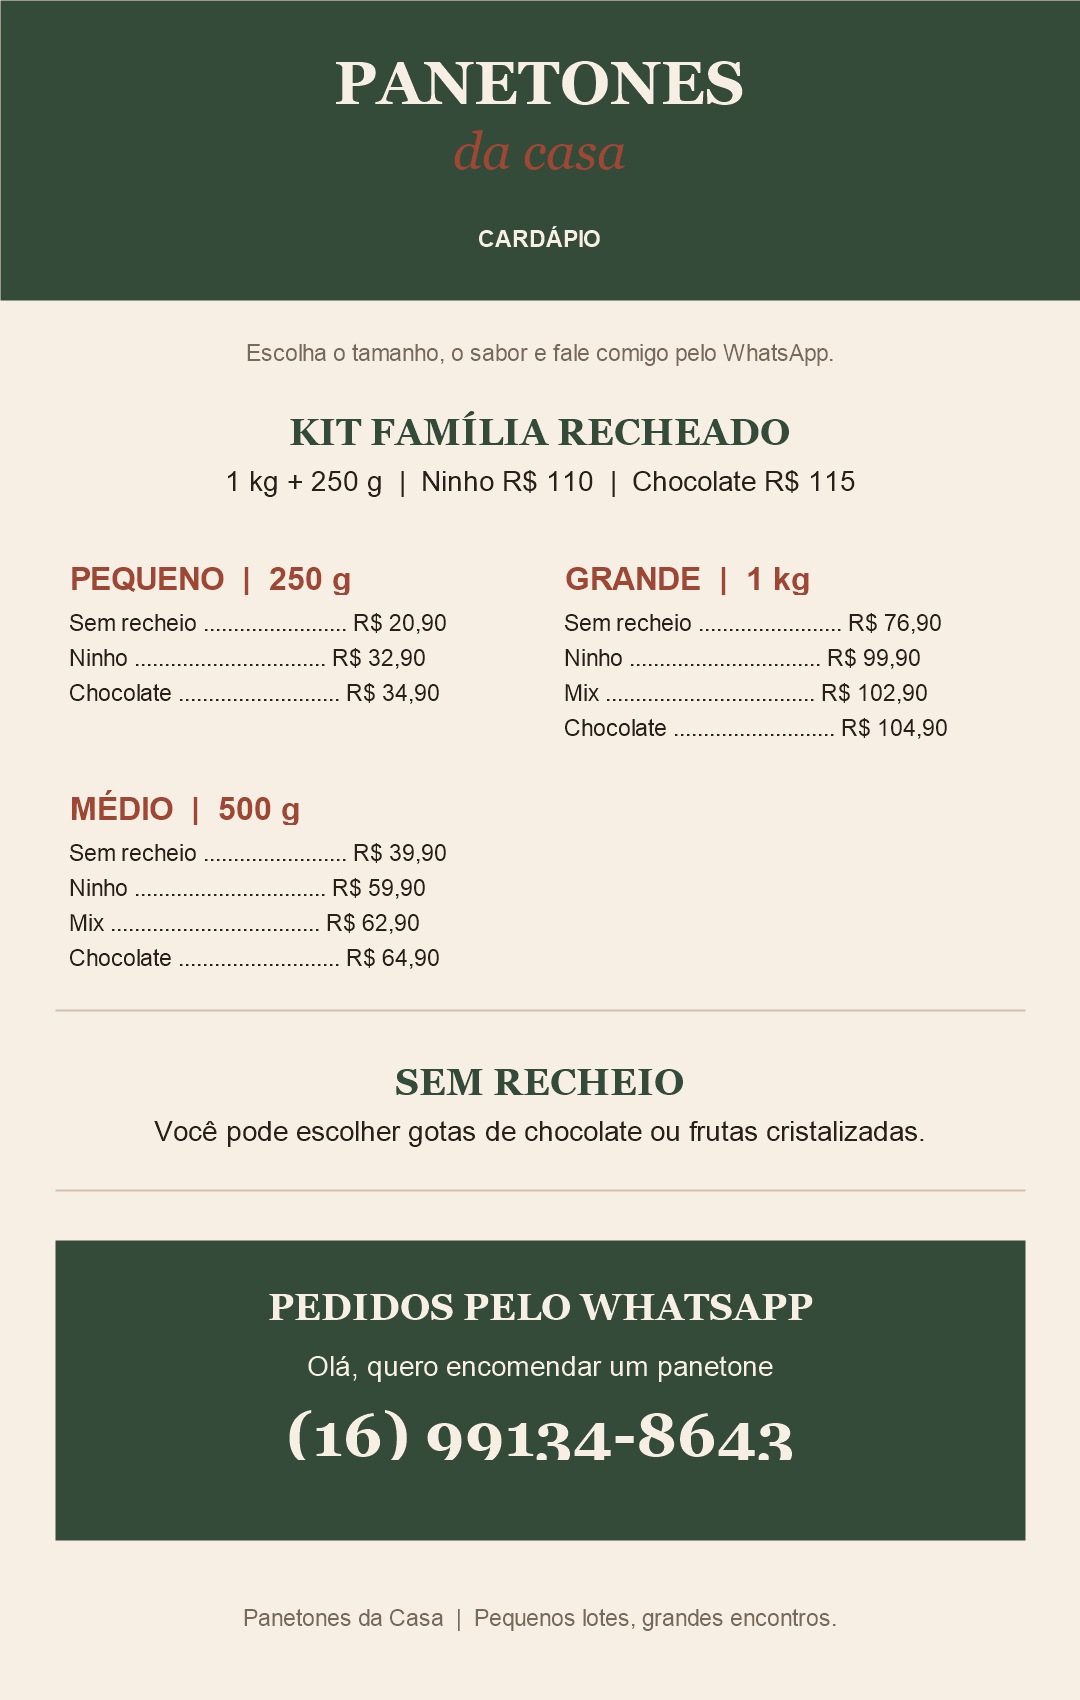 PANETONES
da casa
CARDÁPIO
Escolha o tamanho, o sabor e fale comigo pelo WhatsApp.
KIT FAMÍLIA RECHEADO
1 kg + 250 g | Ninho R$ 110 | Chocolate R$ 115
PEQUENO | 250 g
Sem recheio ........................ R$ 20,90
Ninho ................................ R$ 32,90
Chocolate ........................... R$ 34,90
GRANDE | 1 kg
Sem recheio ........................ R$ 76,90
Ninho ................................ R$ 99,90
Mix ................................... R$ 102,90
Chocolate ........................... R$ 104,90
MÉDIO | 500 g
Sem recheio ........................ R$ 39,90
Ninho ................................ R$ 59,90
Mix ................................... R$ 62,90
Chocolate ........................... R$ 64,90
SEM RECHEIO
Você pode escolher gotas de chocolate ou frutas cristalizadas.
PEDIDOS PELO WHATSAPP
Olá, quero encomendar um panetone
(16) 99134-8643
Panetones da Casa | Pequenos lotes, grandes encontros.